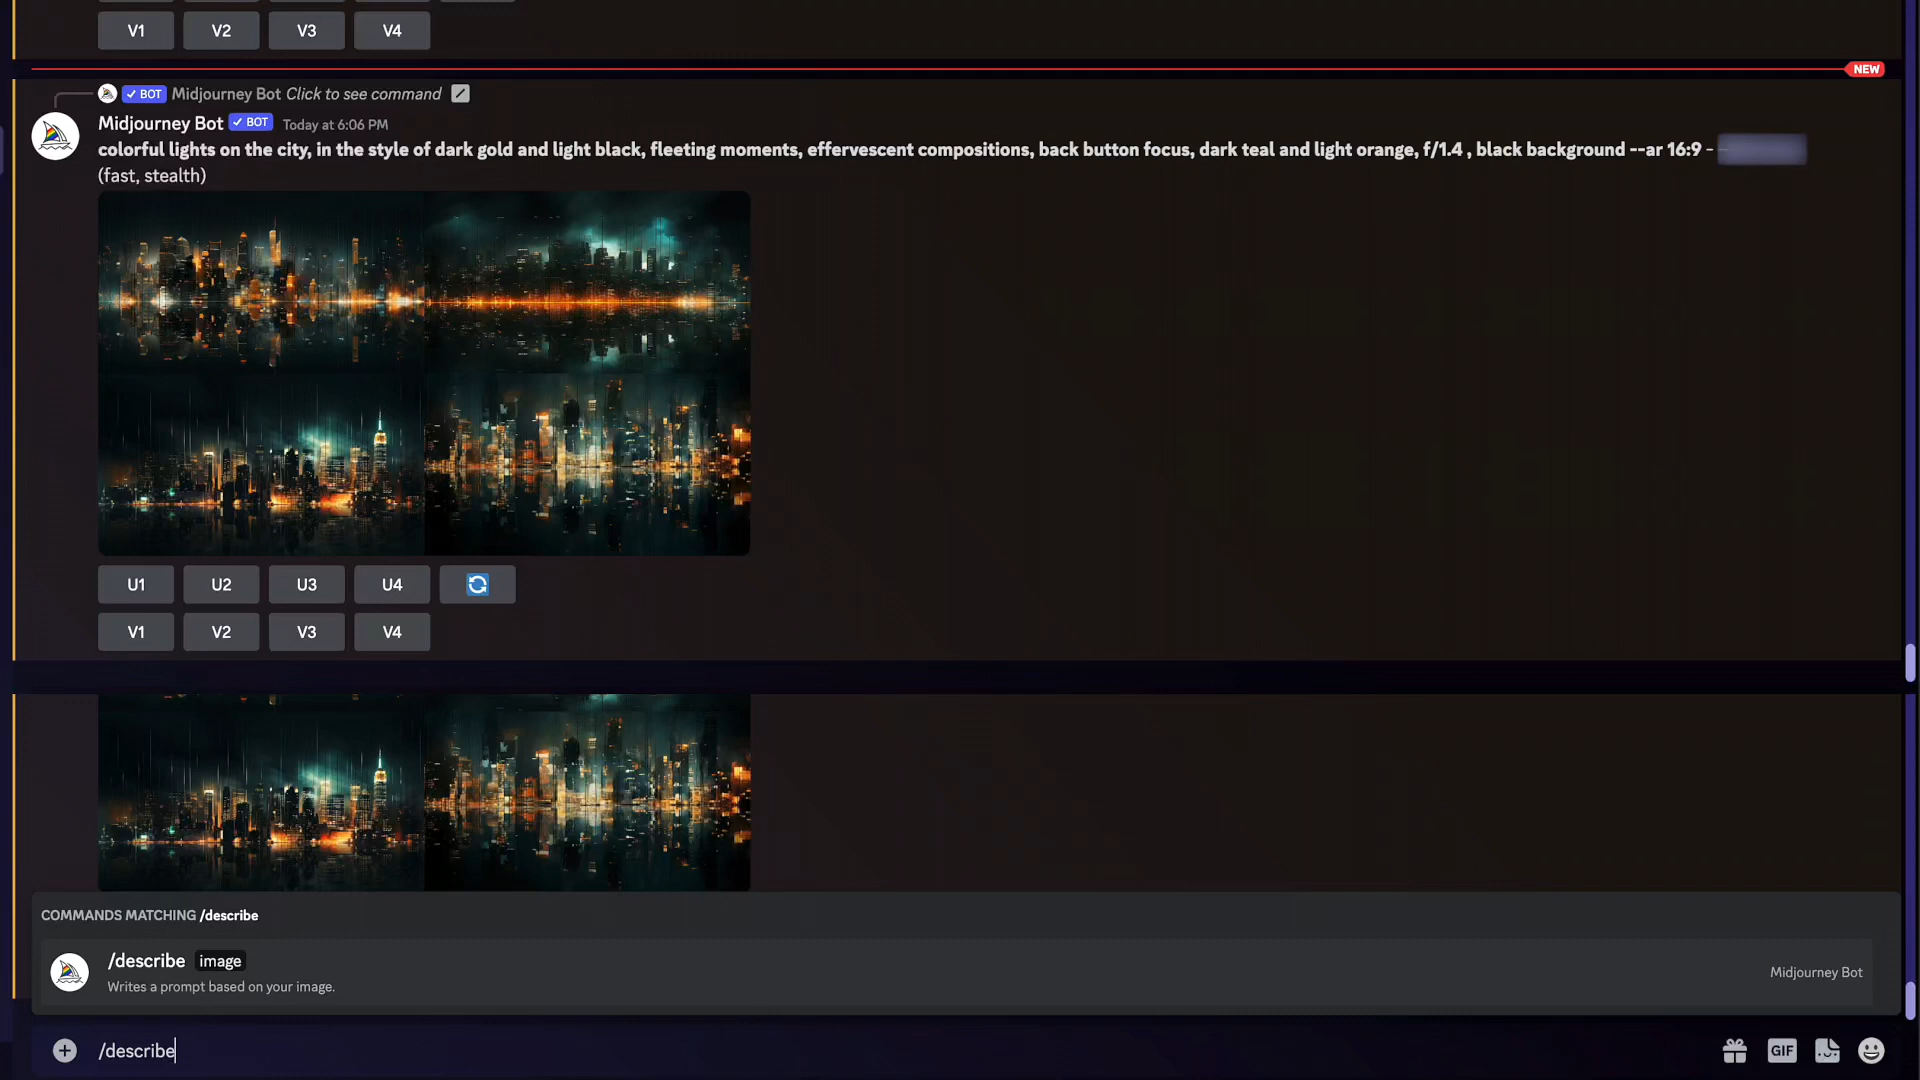 V1 V2 V3 V4
NEW
BOT Midjourney Bot Click to see command
Midjourney Bot BOT Today at 6:06 PM
colorful lights on the city, in the style of dark gold and light black, fleeting moments, effervescent compositions, back button focus, dark teal and light orange, f/1.4 , black background --ar 16:9 -
(fast, stealth)
U1 U2 U3 U4
V1 V2 V3 V4
COMMANDS MATCHING /describe
/describe image
Writes a prompt based on your image.
Midjourney Bot
/describe
GIF